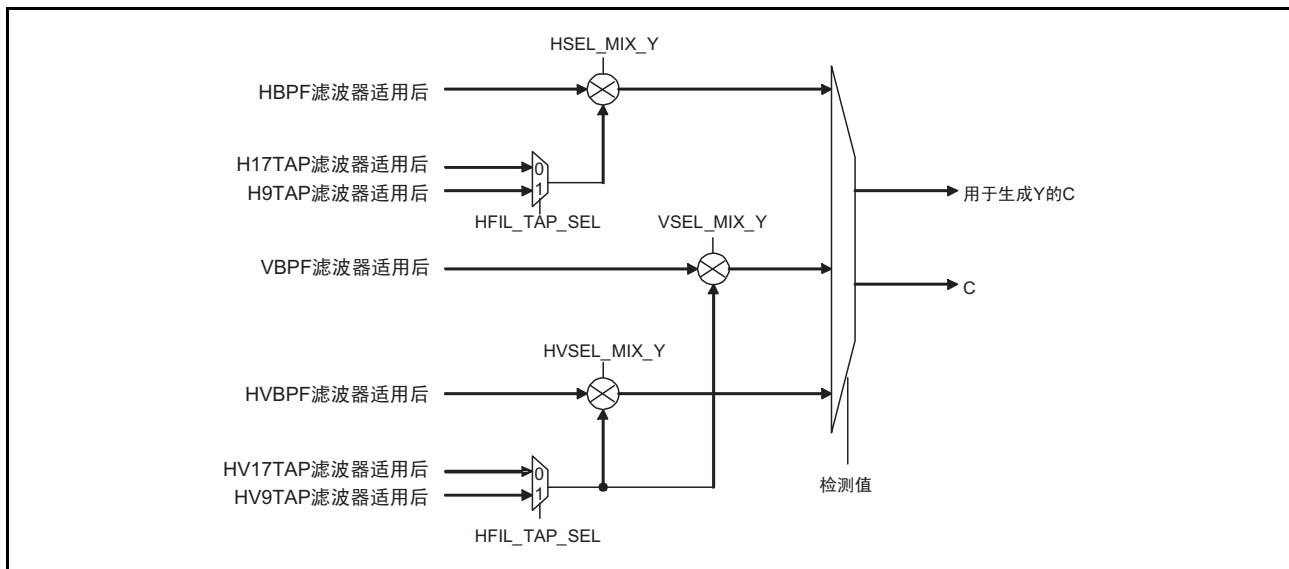 HSEL_MIX_Y
HBPF滤波器适用后
H17TAP滤波器适用后
0
H9TAP滤波器适用后
1
HFIL_TAP_SEL
VSEL_MIX_Y
用于生成Y的C
VBPF滤波器适用后
C
HVSEL_MIX_Y
HVBPF滤波器适用后
HV17TAP滤波器适用后
0
HV9TAP滤波器适用后
1
检测值
HFIL_TAP_SEL